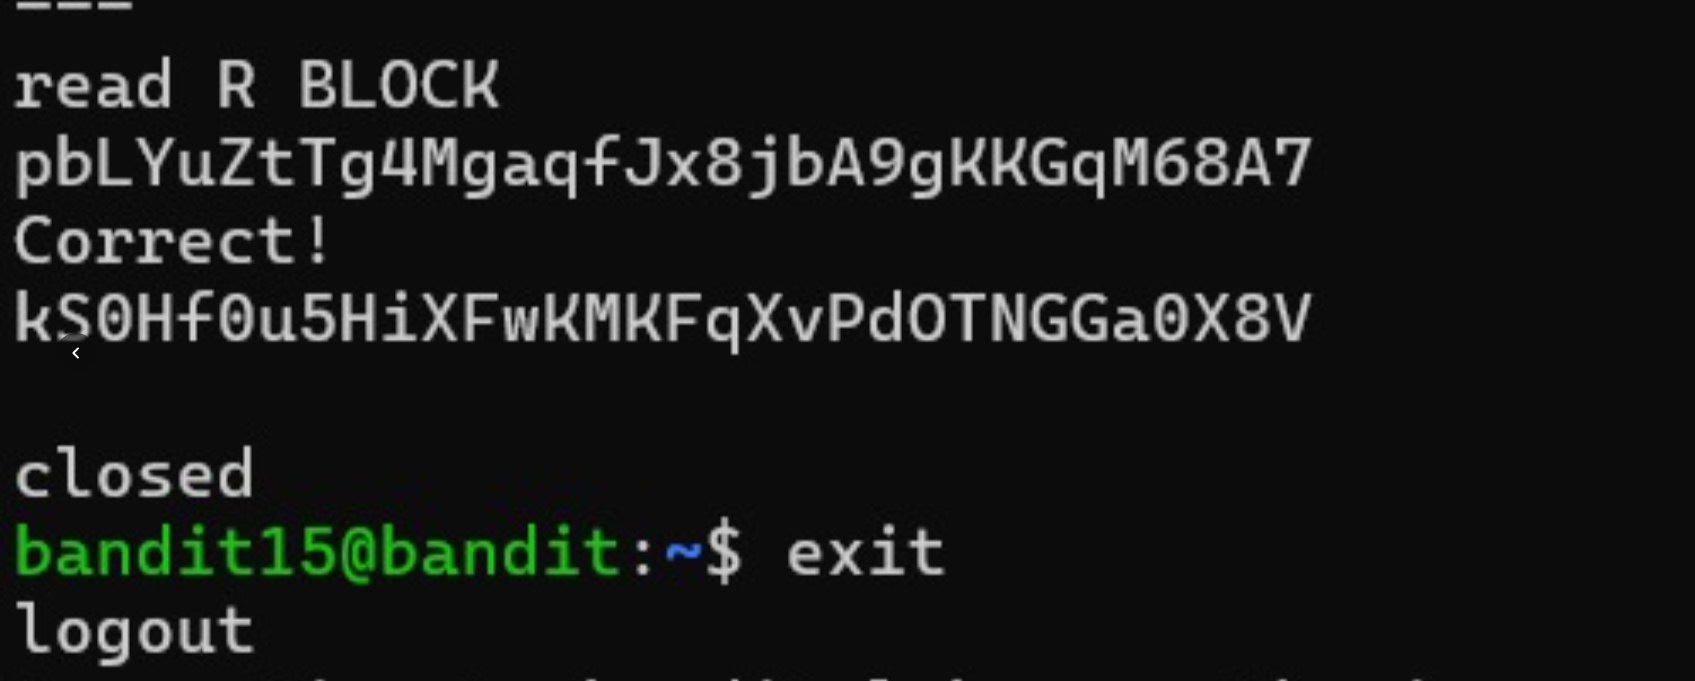 read R BLOCK
pbLYuZtTg4MgaqfJx8jbA9gKKGqM68A7
Correct!
kS0Hf0u5HiXFwKMKFqXvPdOTNGGa0X8V
closed
bandit15@bandit:~$ exit
logout